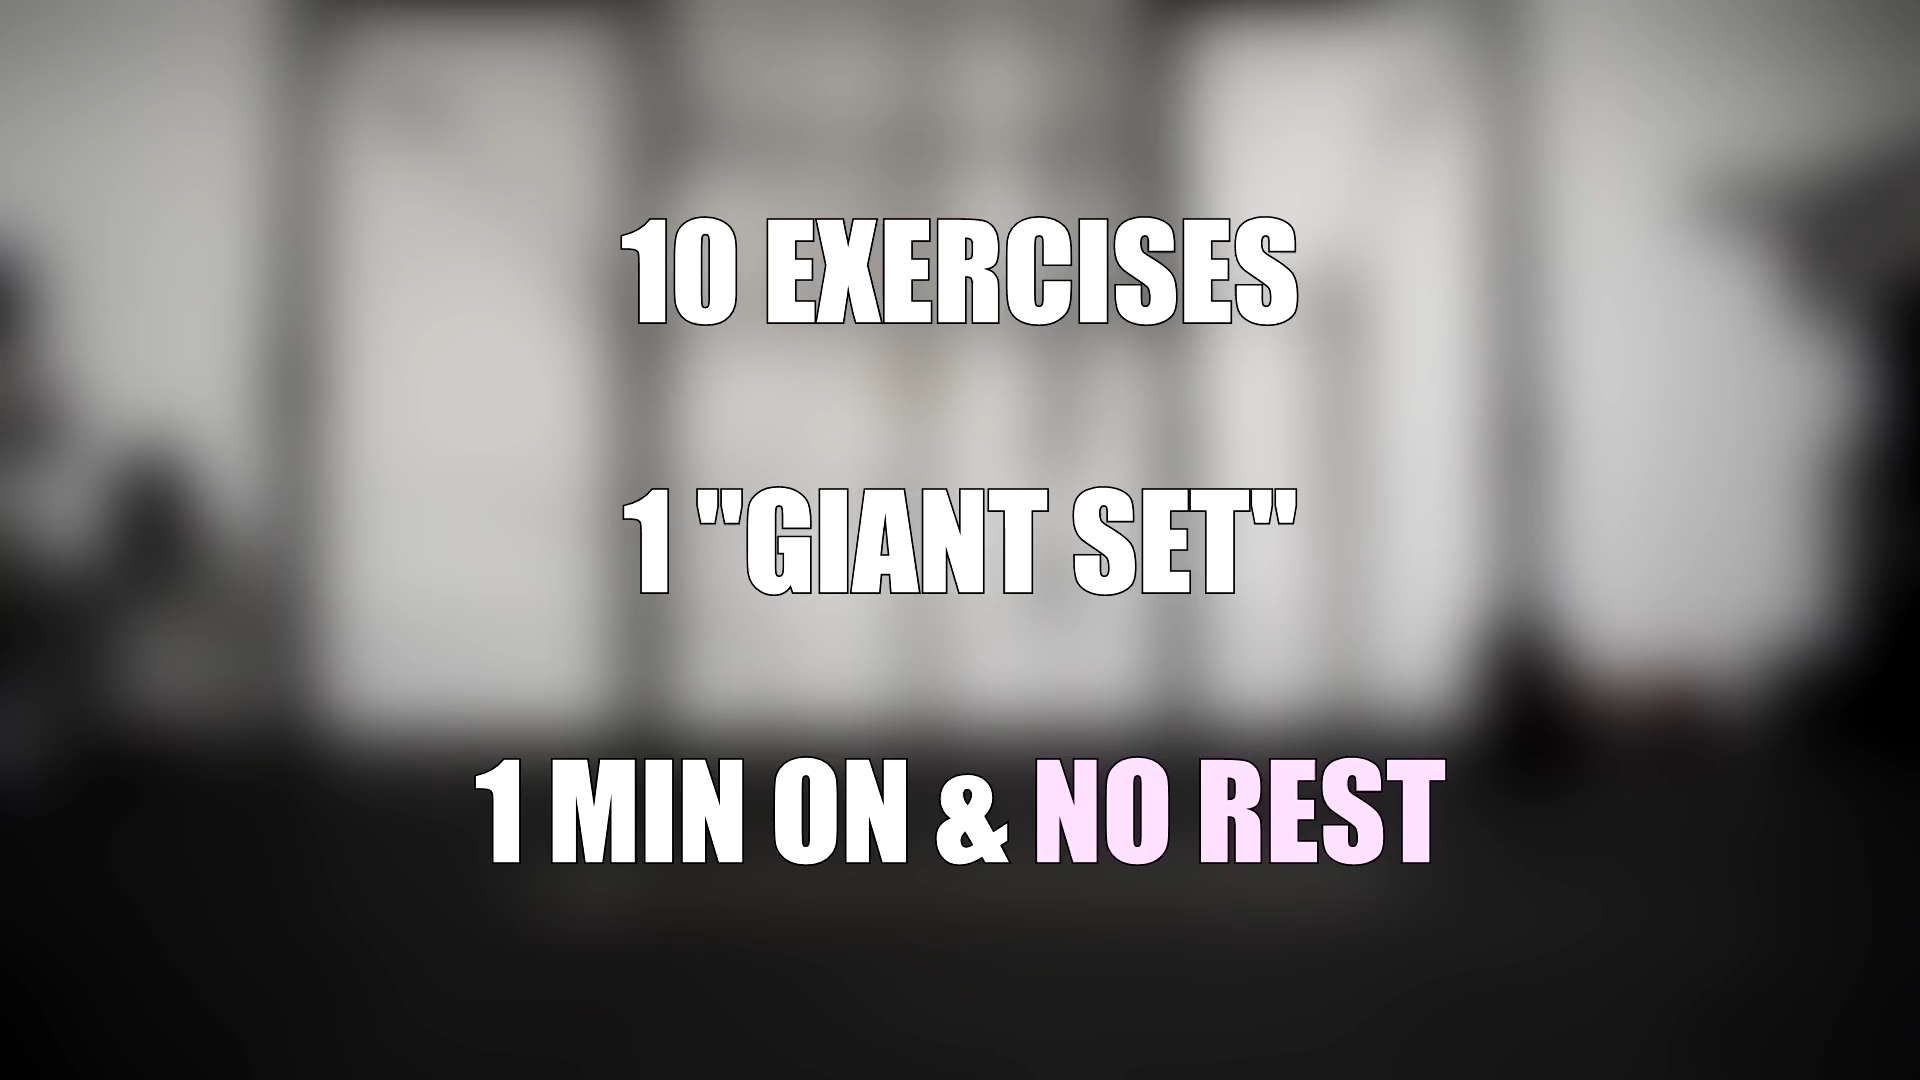 10 EXERCISES
1 "GIANT SET"
1 MIN ON & NO REST